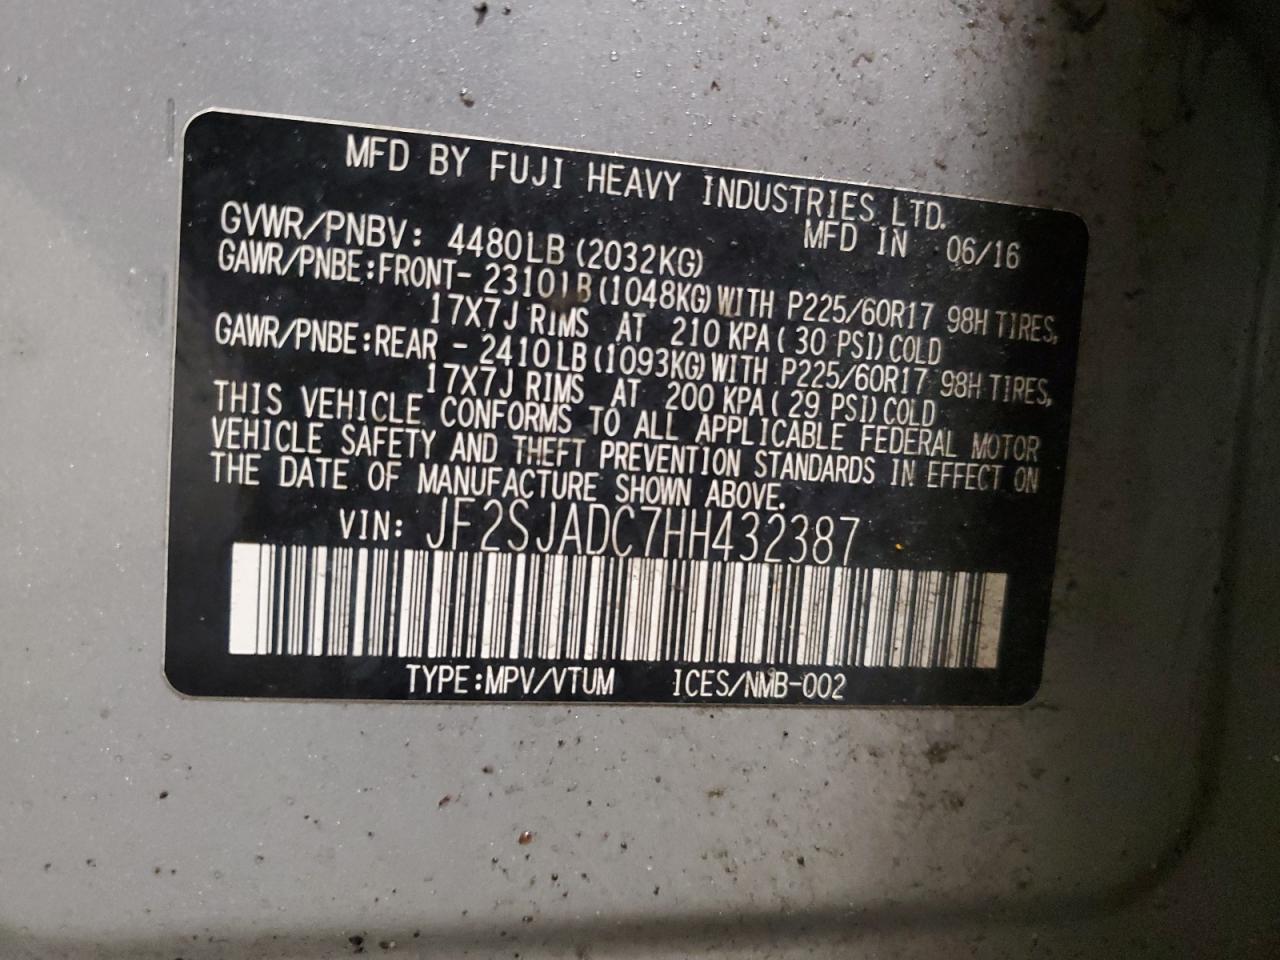 MFD BY FUJI HEAVY INDUSTRIES LTD.
MFD IN 06/16
GVWR/PNBV: 4480LB (2032KG)
GAWR/PNBE:FRONT- 2310LB (1048KG) WITH P225/60R17 98H TIRES,
17X7J RIMS AT 210 KPA ( 30 PSI) COLD
GAWR/PNBE:REAR - 2410LB (1093KG) WITH P225/60R17 98H TIRES,
17X7J RIMS AT 200 KPA ( 29 PSI) COLD
THIS VEHICLE CONFORMS TO ALL APPLICABLE FEDERAL MOTOR
VEHICLE SAFETY AND THEFT PREVENTION STANDARDS IN EFFECT ON
THE DATE OF MANUFACTURE SHOWN ABOVE.
VIN: JF2SJADC7HH432387
TYPE:MPV/VTUM ICES/NMB-002